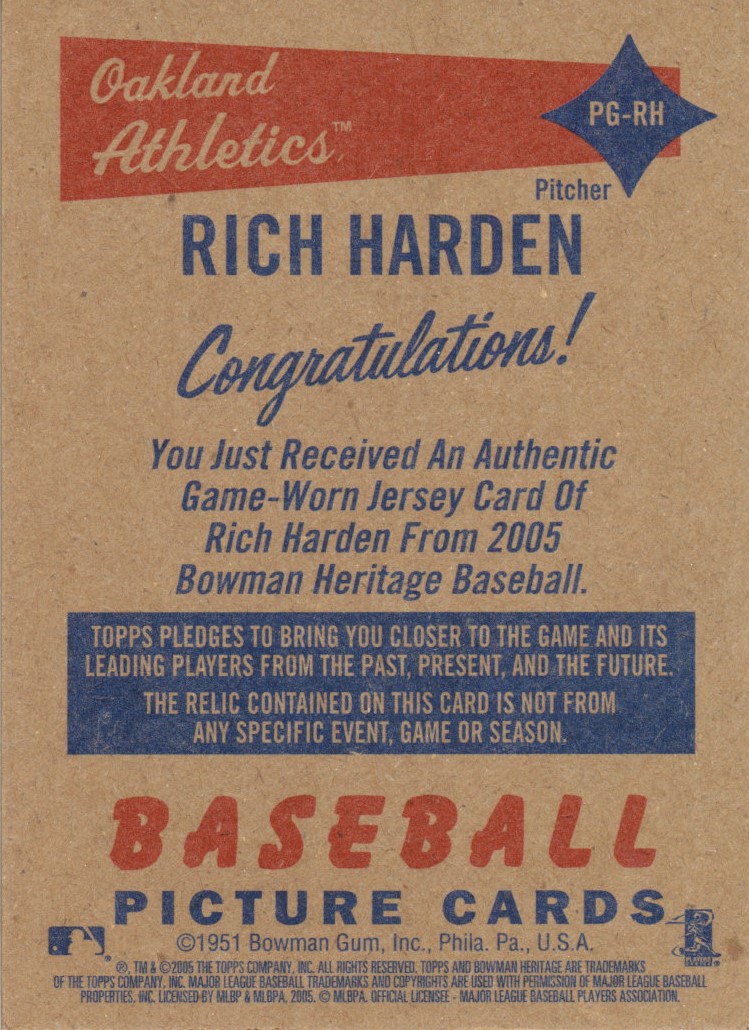 Oakland
Athletics™
PG-RH
Pitcher
RICH HARDEN
Congratulations!
You Just Received An Authentic
Game-Worn Jersey Card Of
Rich Harden From 2005
Bowman Heritage Baseball.
TOPPS PLEDGES TO BRING YOU CLOSER TO THE GAME AND ITS
LEADING PLAYERS FROM THE PAST, PRESENT, AND THE FUTURE.
THE RELIC CONTAINED ON THIS CARD IS NOT FROM
ANY SPECIFIC EVENT, GAME OR SEASON.
BASEBALL
PICTURE CARDS
©1951 Bowman Gum, Inc., Phila. Pa., U.S.A.
®, TM & ©2005 THE TOPPS COMPANY, INC. ALL RIGHTS RESERVED. TOPPS AND BOWMAN HERITAGE ARE TRADEMARKS
OF THE TOPPS COMPANY, INC. MAJOR LEAGUE BASEBALL TRADEMARKS AND COPYRIGHTS ARE USED WITH PERMISSION OF MAJOR LEAGUE BASEBALL
PROPERTIES, INC. LICENSED BY MLBP & MLBPA, 2005. © MLBPA. OFFICIAL LICENSEE - MAJOR LEAGUE BASEBALL PLAYERS ASSOCIATION.